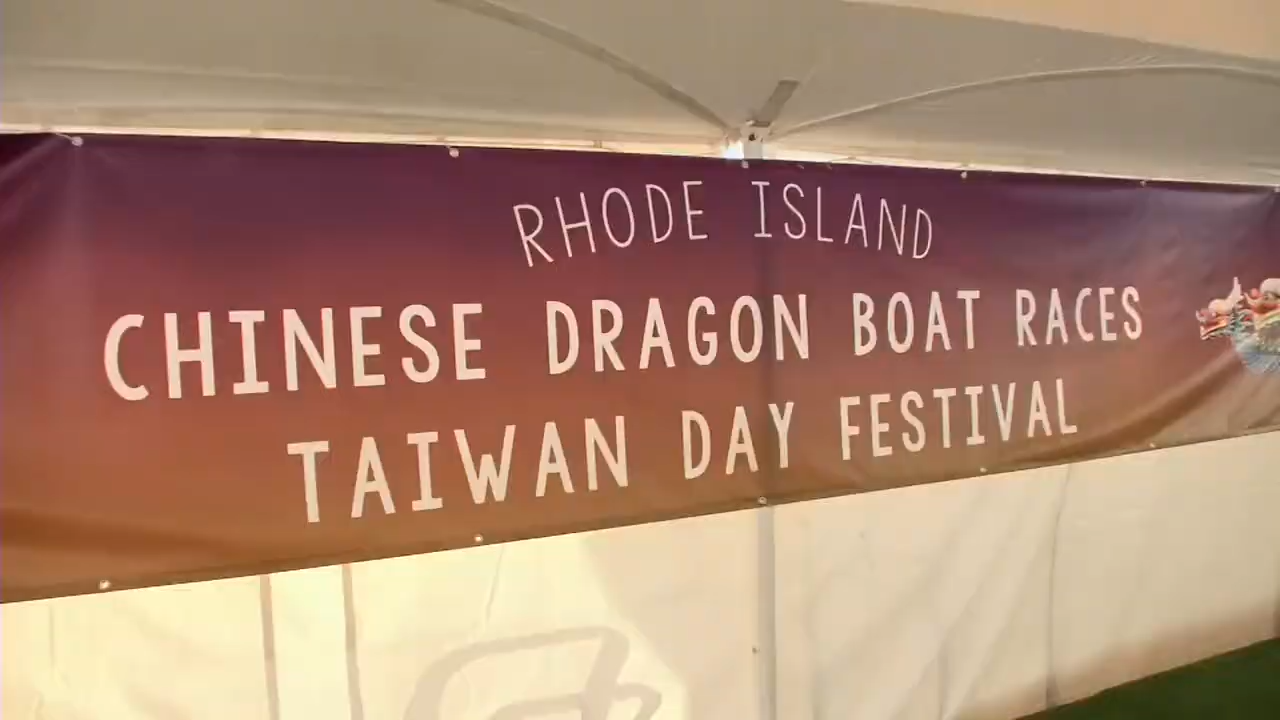 RHODE ISLAND
CHINESE DRAGON BOAT RACES
TAIWAN DAY FESTIVAL